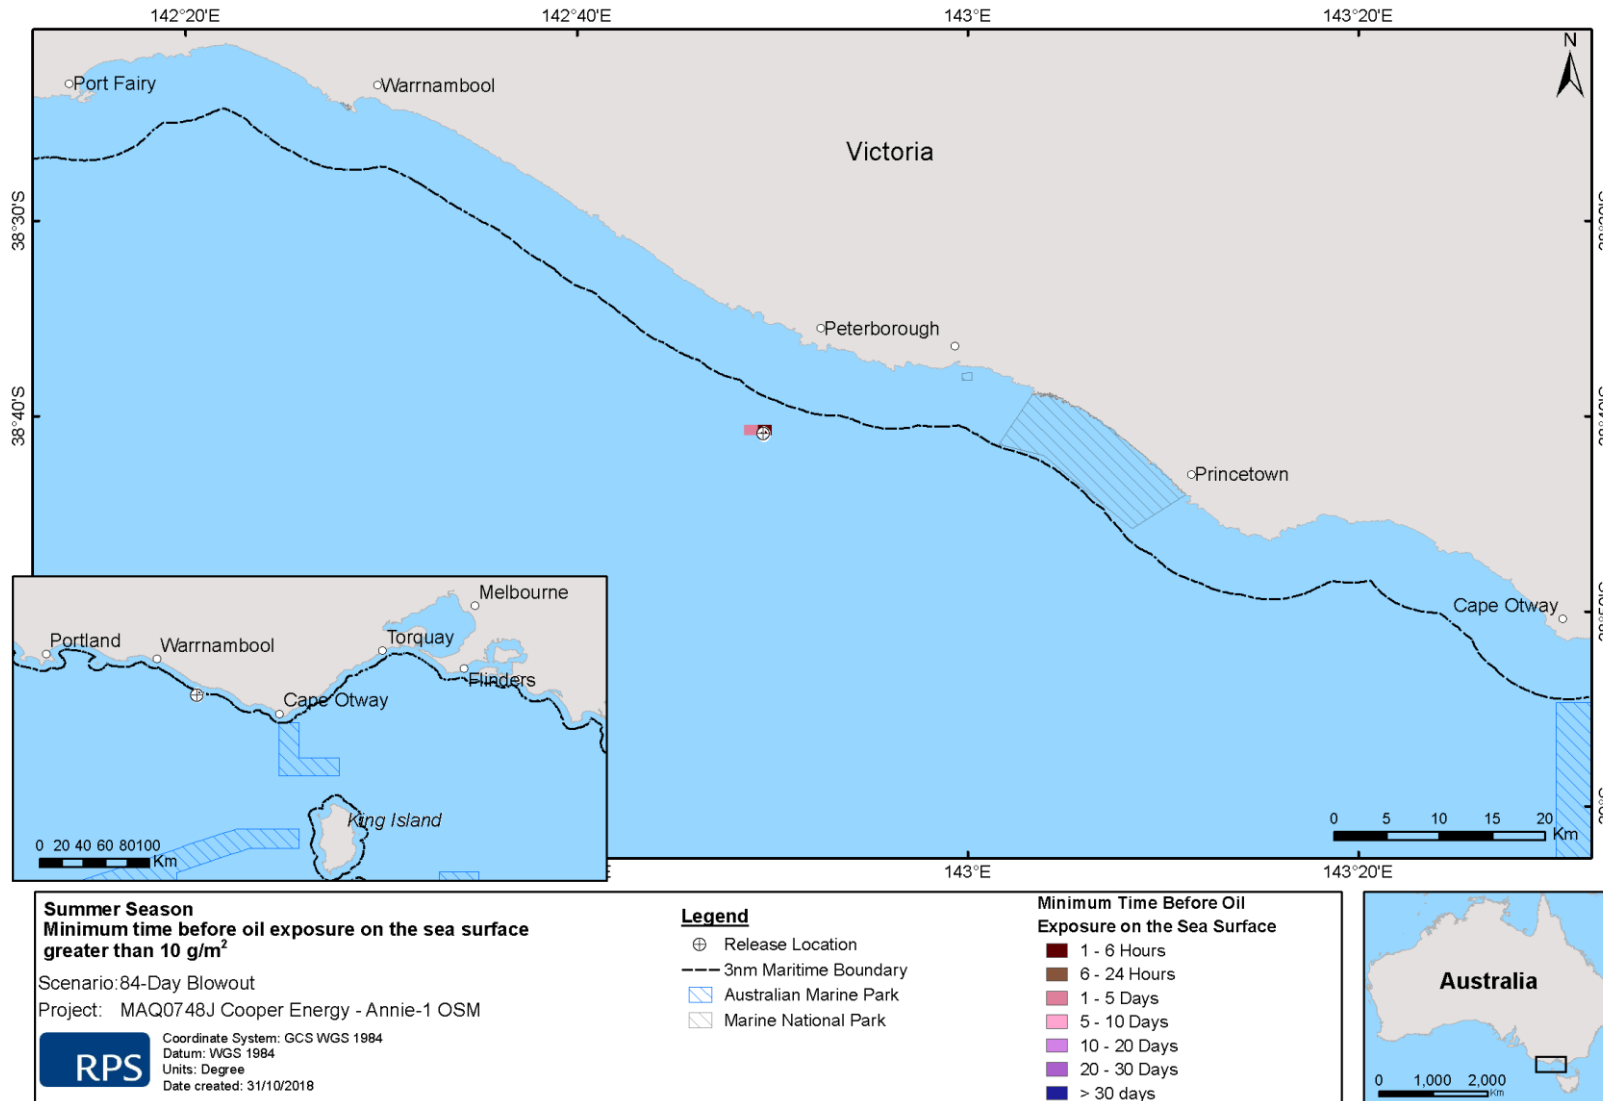 142°20'E
142°40'E
143°E
143°20'E
N
Port Fairy
Warrnambool
Victoria
38°30'S
Peterborough
38°40'S
38°40'S
Princetown
Cape Otway
Melbourne
Portland
Warrnambool
Torquay
Flinders
Cape Otway
King Island
0 20 40 60 80 100
Km
0 5 10 15 20
Km
143°E
143°20'E
Summer Season
Minimum time before oil exposure on the sea surface
greater than 10 g/m²
Scenario: 84-Day Blowout
Project: MAQ0748J Cooper Energy - Annie-1 OSM
RPS
Coordinate System: GCS WGS 1984
Datum: WGS 1984
Units: Degree
Date created: 31/10/2018
Legend
Release Location
3nm Maritime Boundary
Australian Marine Park
Marine National Park
Minimum Time Before Oil
Exposure on the Sea Surface
1 - 6 Hours
6 - 24 Hours
1 - 5 Days
5 - 10 Days
10 - 20 Days
20 - 30 Days
> 30 days
Australia
0 1,000 2,000
Km